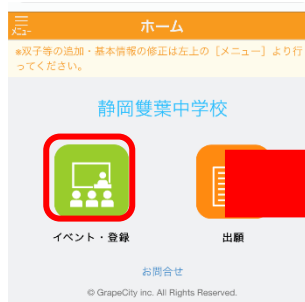 メニュー
ホーム
※双子等の追加・基本情報の修正は左上の［メニュー］より行
ってください。
静岡雙葉中学校
イベント・登録
出願
お問合せ
© GrapeCity inc. All Rights Reserved.